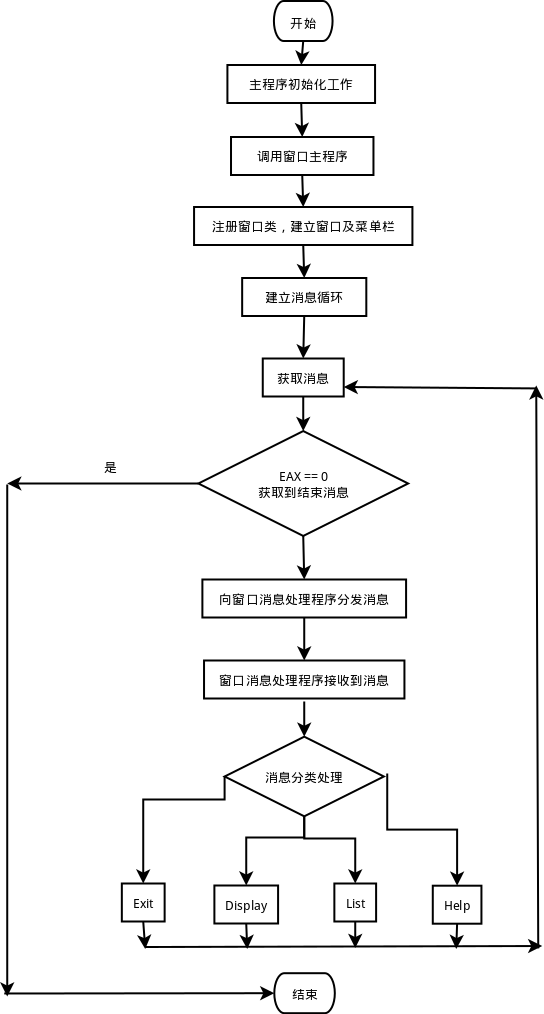 开始
主程序初始化工作
调用窗口主程序
注册窗口类，建立窗口及菜单栏
建立消息循环
获取消息
是
EAX == 0
获取到结束消息
向窗口消息处理程序分发消息
窗口消息处理程序接收到消息
消息分类处理
Exit
Display
List
Help
结束